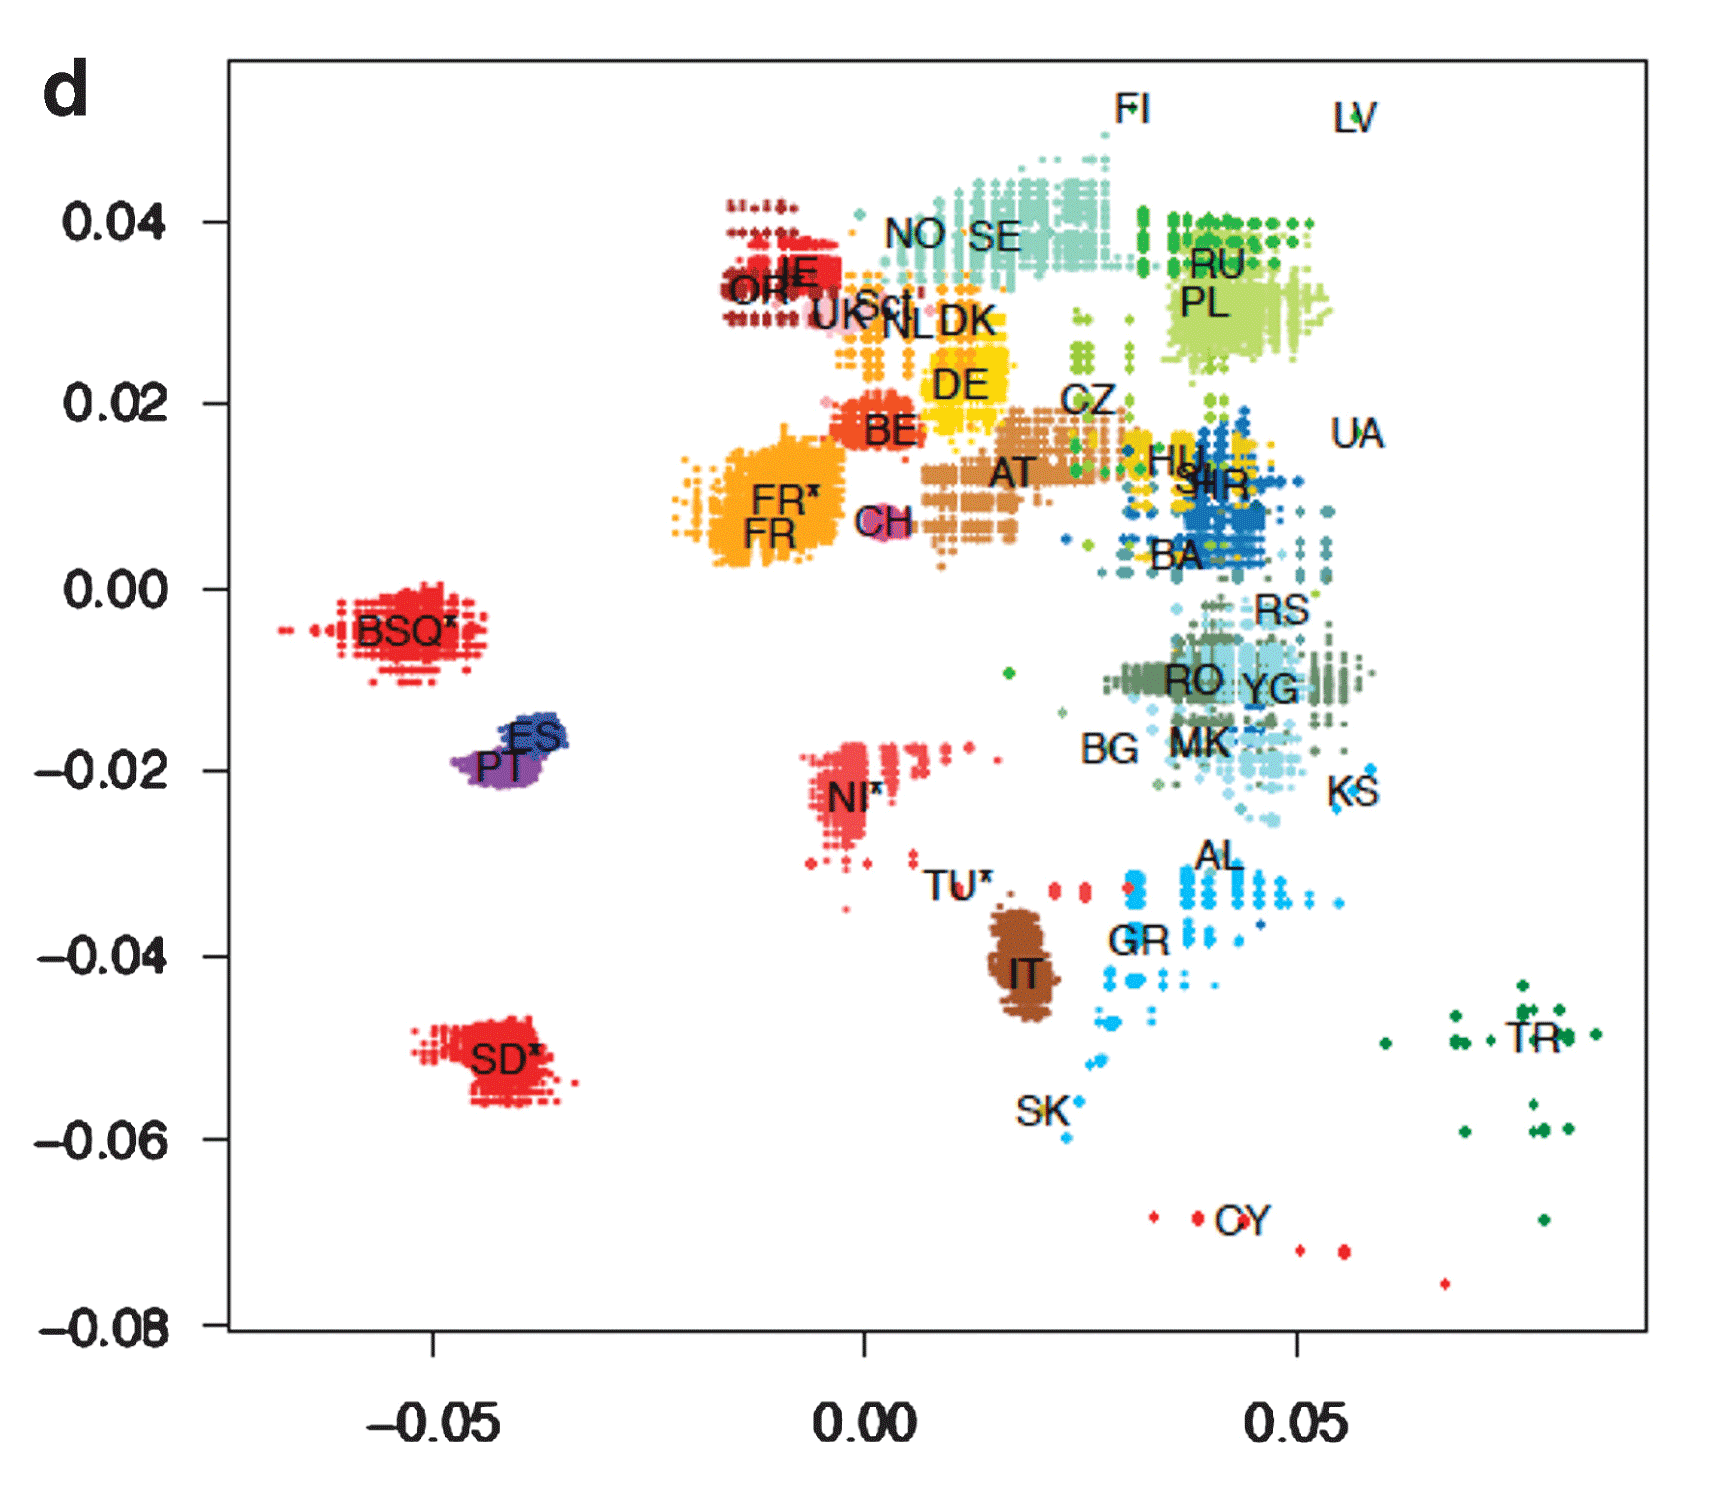 d
FI
LV
0.04
NO SE
RU
IE
OR*
PL
UK
Sct
NL
DK
DE
0.02
CZ
BE
UA
HU
AT
HR
FR*
FR
CH
BA
0.00
RS
BSQ*
RO
YG
ES
MK
BG
PT
−0.02
KS
NI*
AL
TU*
GR
−0.04
IT
TR
SD*
SK
−0.06
CY
−0.08
−0.05
0.00
0.05